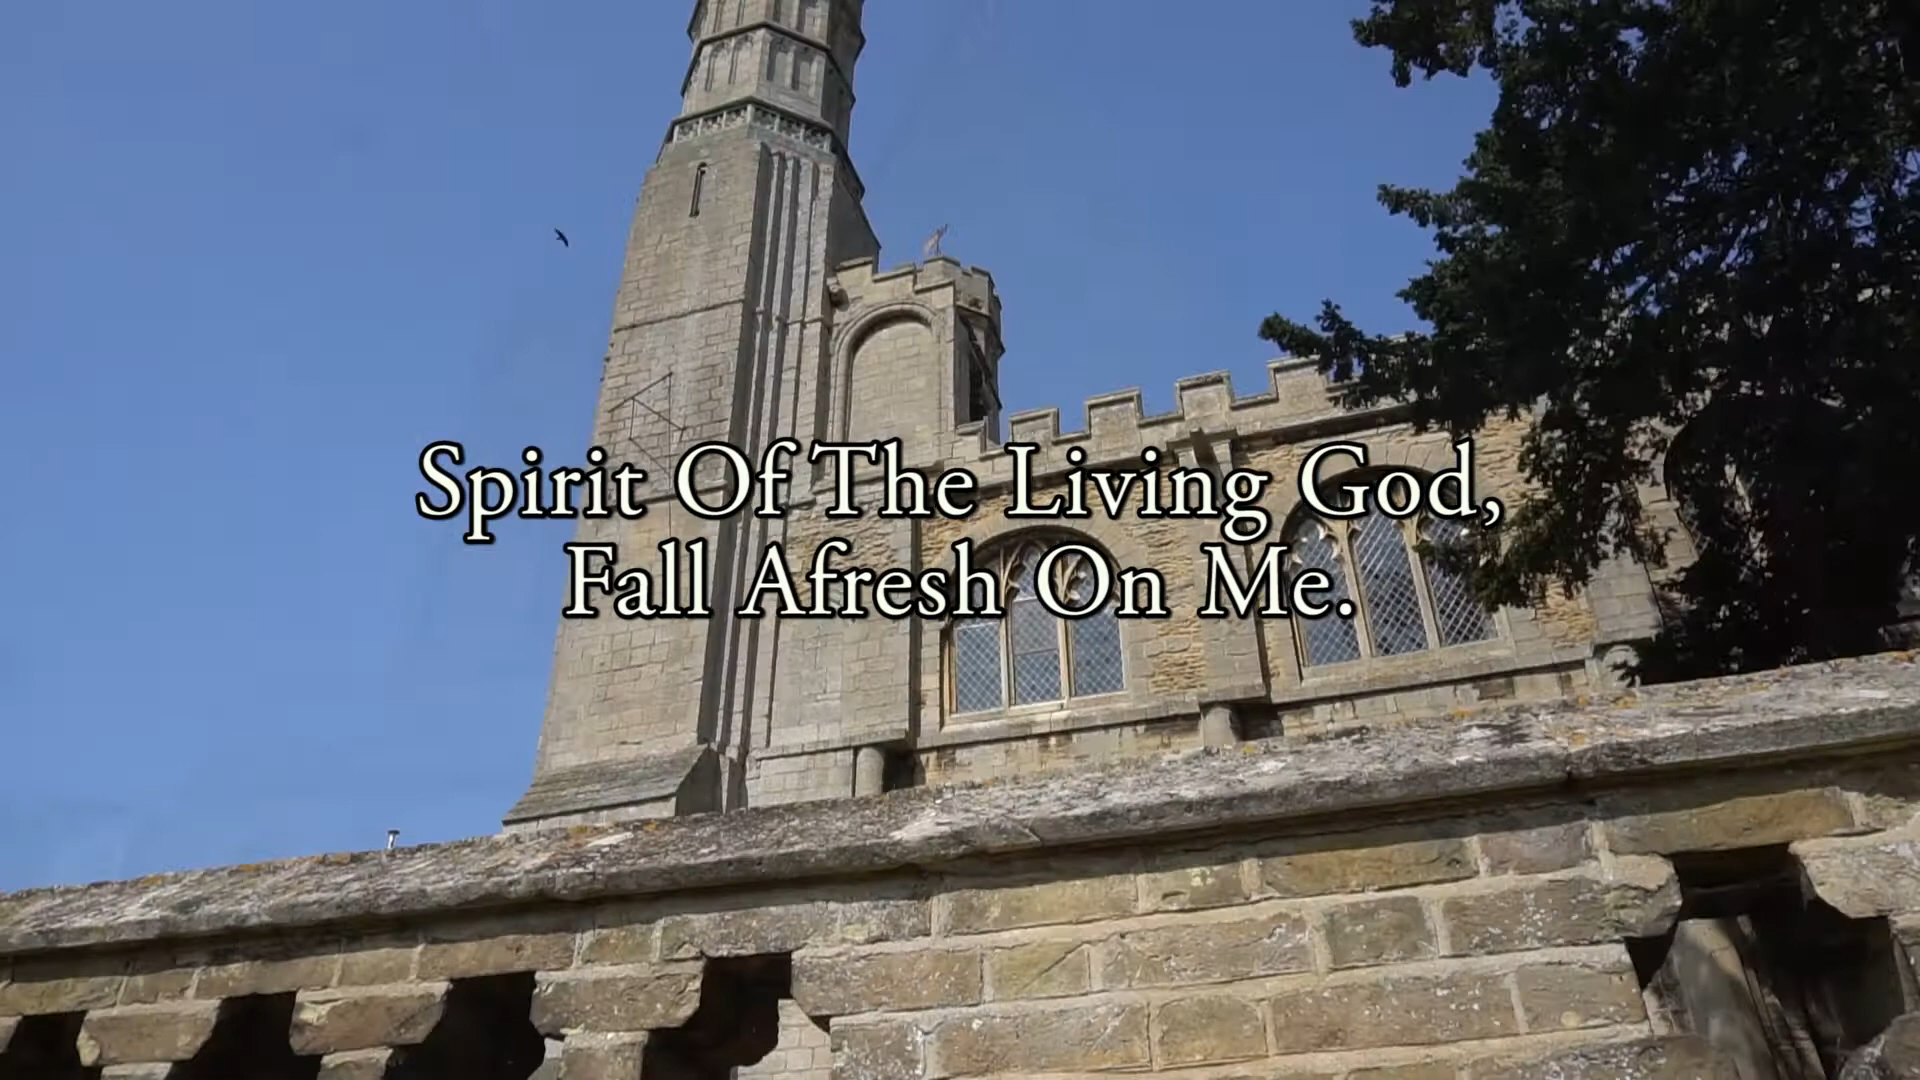 Spirit Of The Living God,
Fall Afresh On Me.